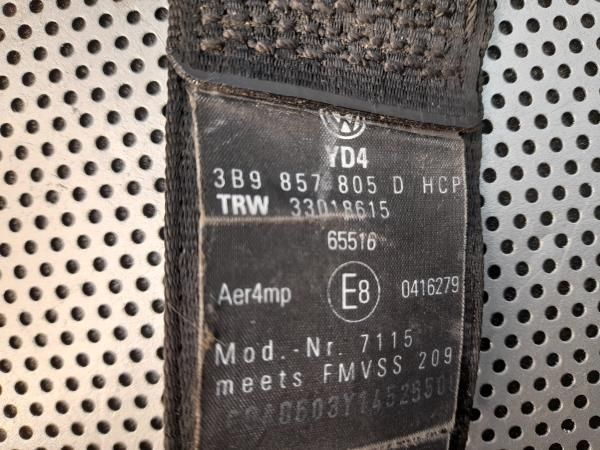 YD4
3B9 857 805 D HCP
TRW 33018615
65516
Aer4mp E8 0416279
Mod.-Nr. 7115
meets FMVSS 209